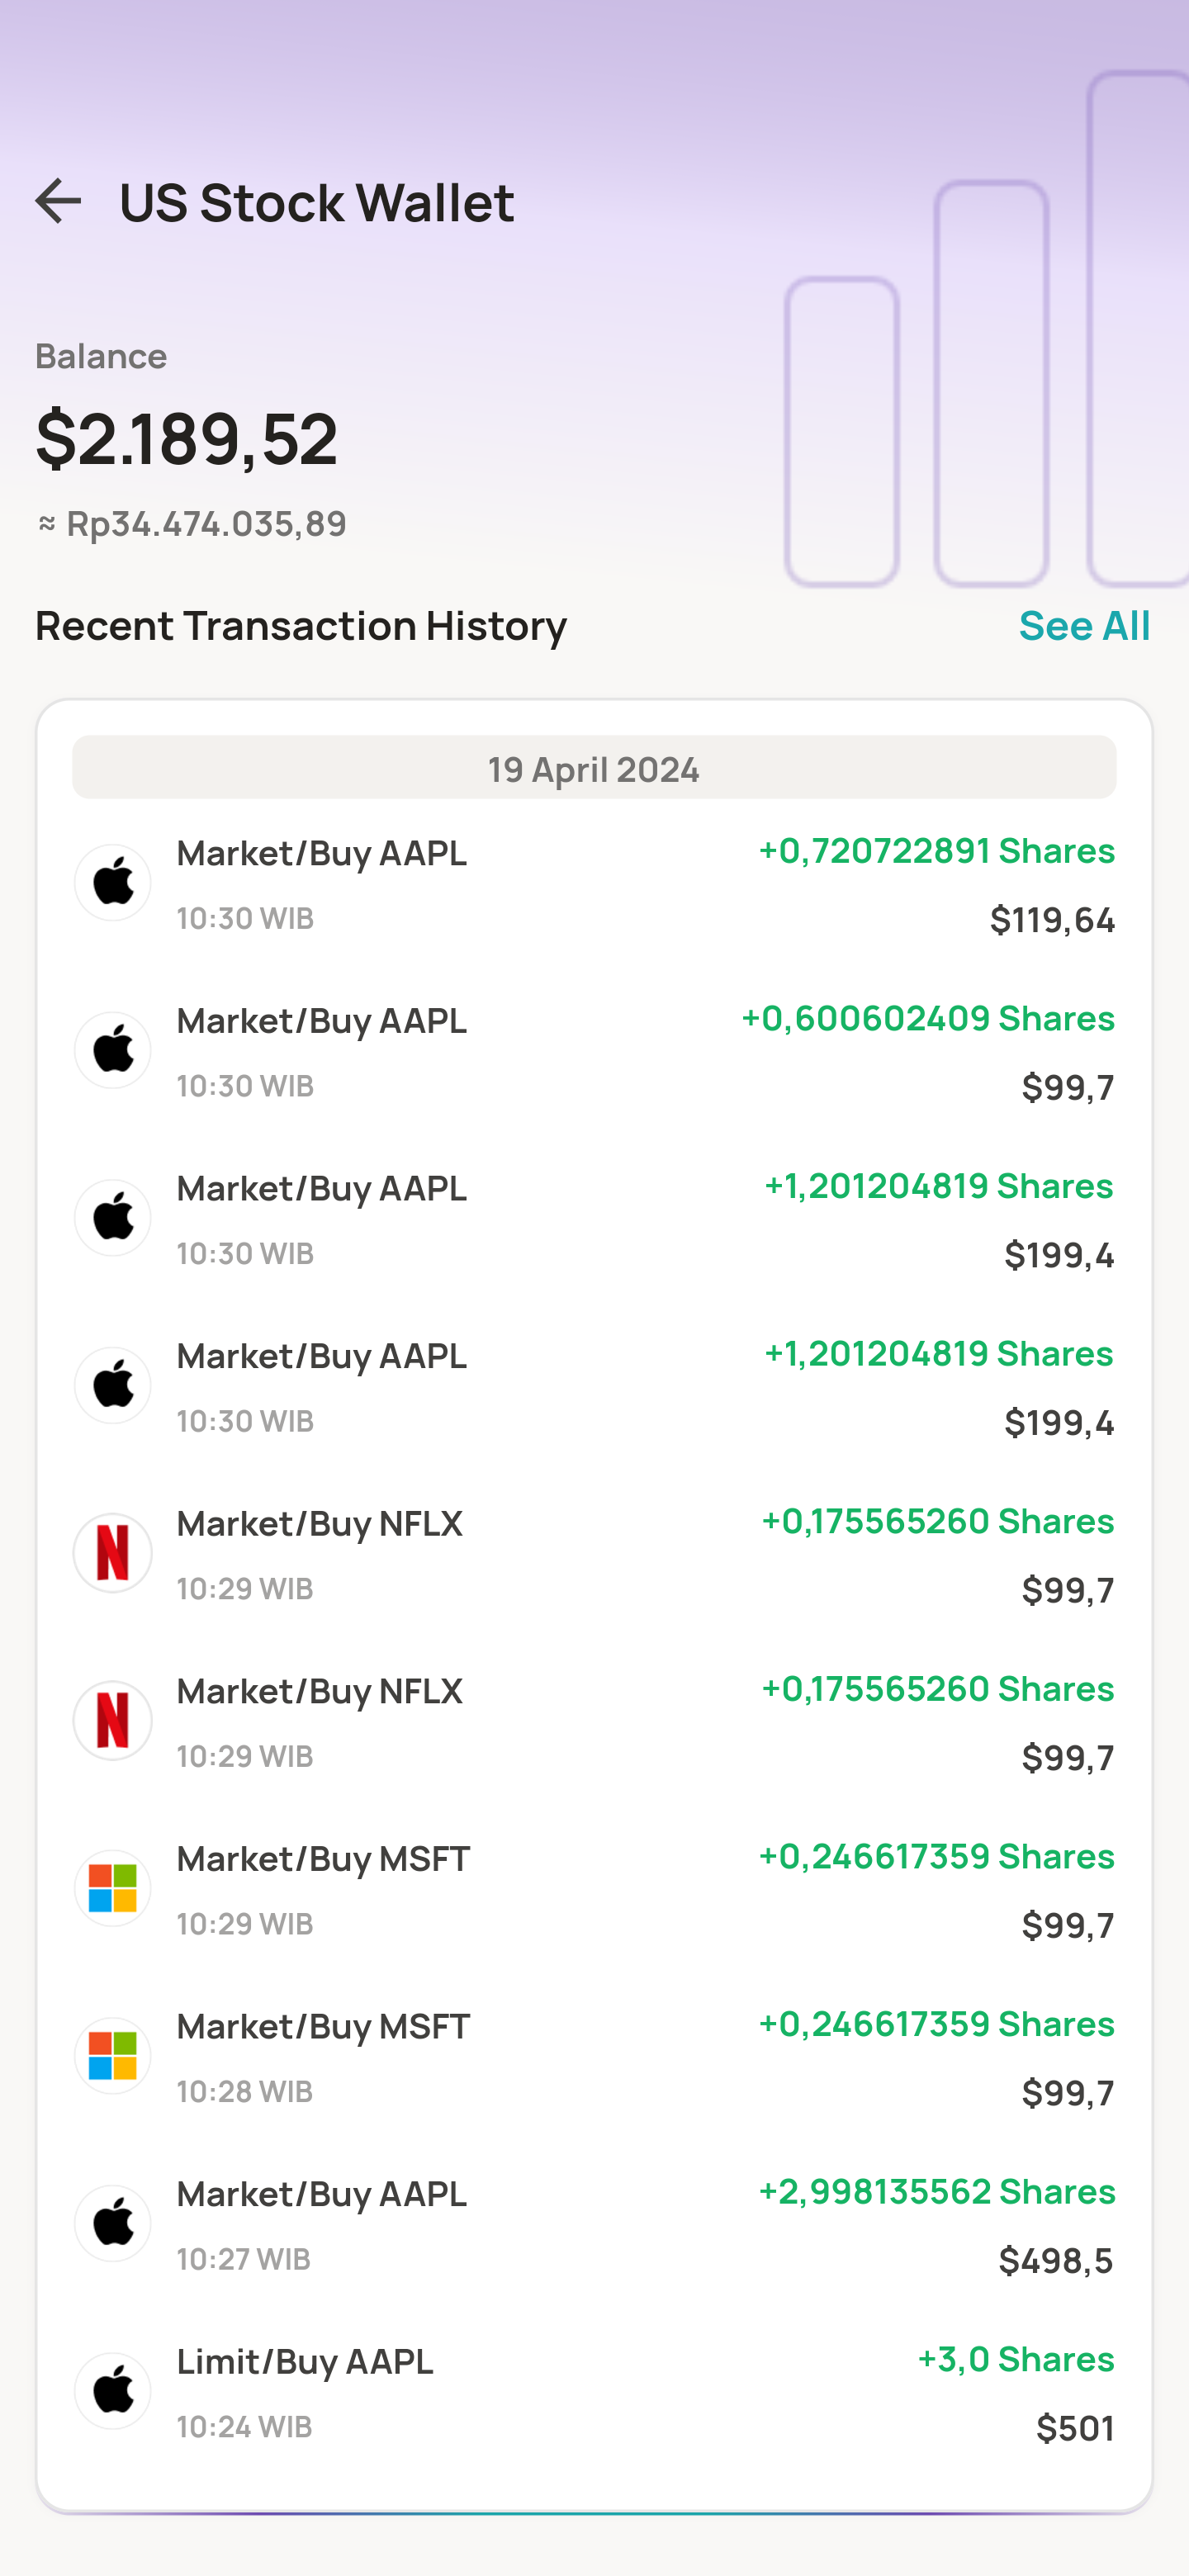 US Stock Wallet
Balance
$2.189,52
≈ Rp34.474.035,89
Recent Transaction History See All
19 April 2024
Market/Buy AAPL +0,720722891 Shares
10:30 WIB $119,64
Market/Buy AAPL +0,600602409 Shares
10:30 WIB $99,7
Market/Buy AAPL +1,201204819 Shares
10:30 WIB $199,4
Market/Buy AAPL +1,201204819 Shares
10:30 WIB $199,4
Market/Buy NFLX +0,175565260 Shares
10:29 WIB $99,7
Market/Buy NFLX +0,175565260 Shares
10:29 WIB $99,7
Market/Buy MSFT +0,246617359 Shares
10:29 WIB $99,7
Market/Buy MSFT +0,246617359 Shares
10:28 WIB $99,7
Market/Buy AAPL +2,998135562 Shares
10:27 WIB $498,5
Limit/Buy AAPL +3,0 Shares
10:24 WIB $501